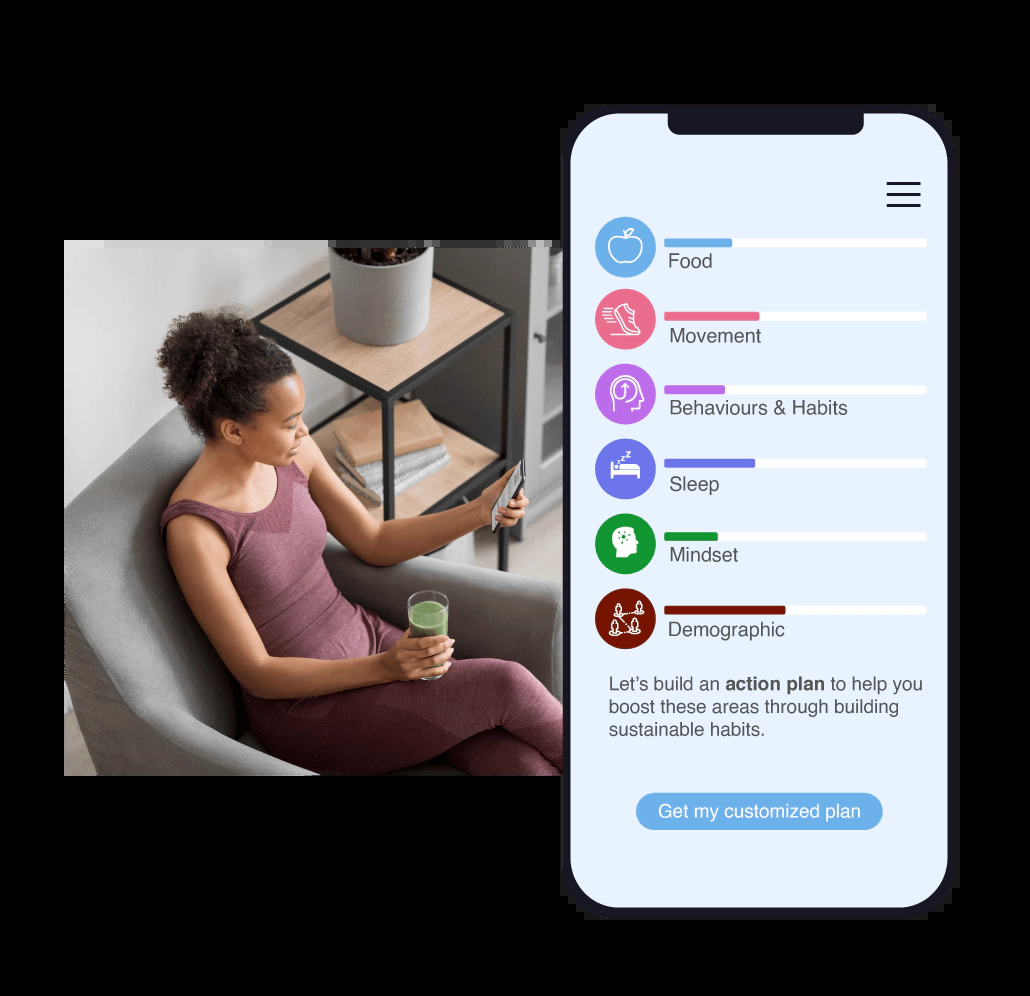 Food
Movement
Behaviours & Habits
Sleep
Mindset
Demographic
Let’s build an action plan to help you
boost these areas through building
sustainable habits.
Get my customized plan